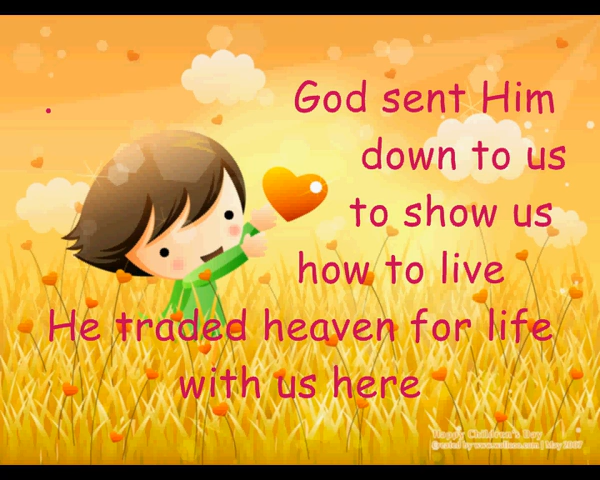 God sent Him
down to us
to show us
how to live
He traded heaven for life
with us here
Happy Children's Day